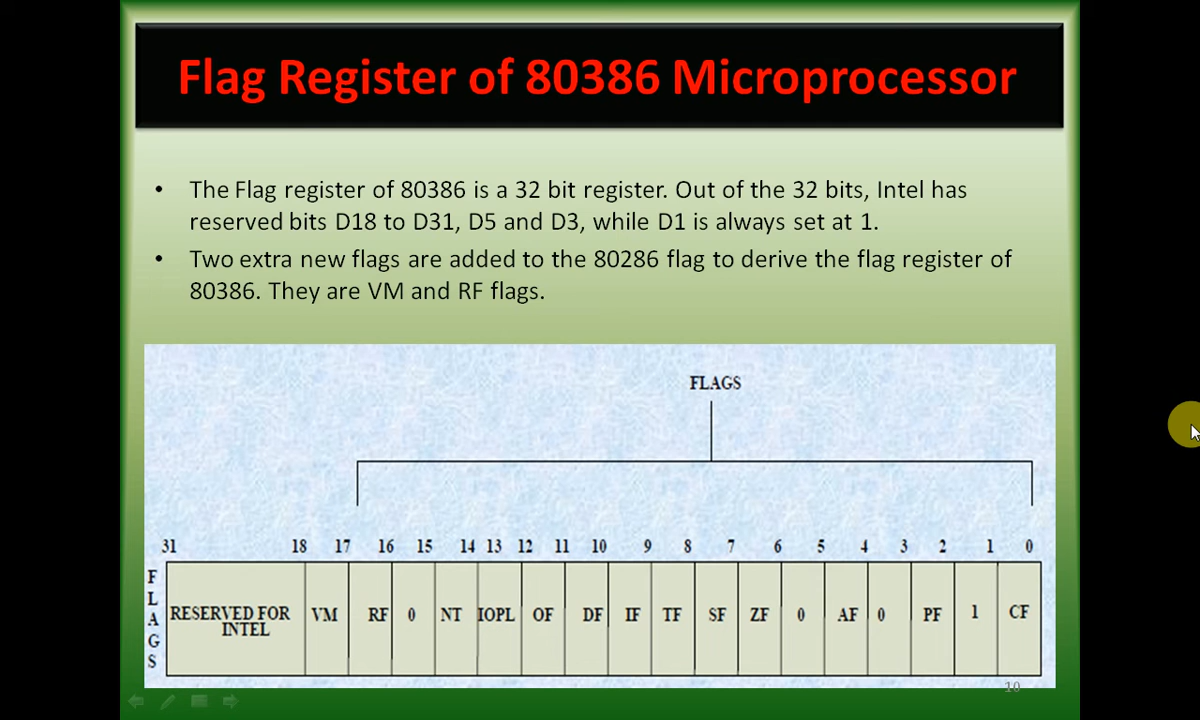 Flag Register of 80386 Microprocessor
• The Flag register of 80386 is a 32 bit register. Out of the 32 bits, Intel has
reserved bits D18 to D31, D5 and D3, while D1 is always set at 1.
• Two extra new flags are added to the 80286 flag to derive the flag register of
80386. They are VM and RF flags.
FLAGS
31 18 17 16 15 14 13 12 11 10 9 8 7 6 5 4 3 2 1 0
FLAGS
RESERVED FOR
INTEL
VM RF 0 NT IOPL OF DF IF TF SF ZF 0 AF 0 PF 1 CF
10